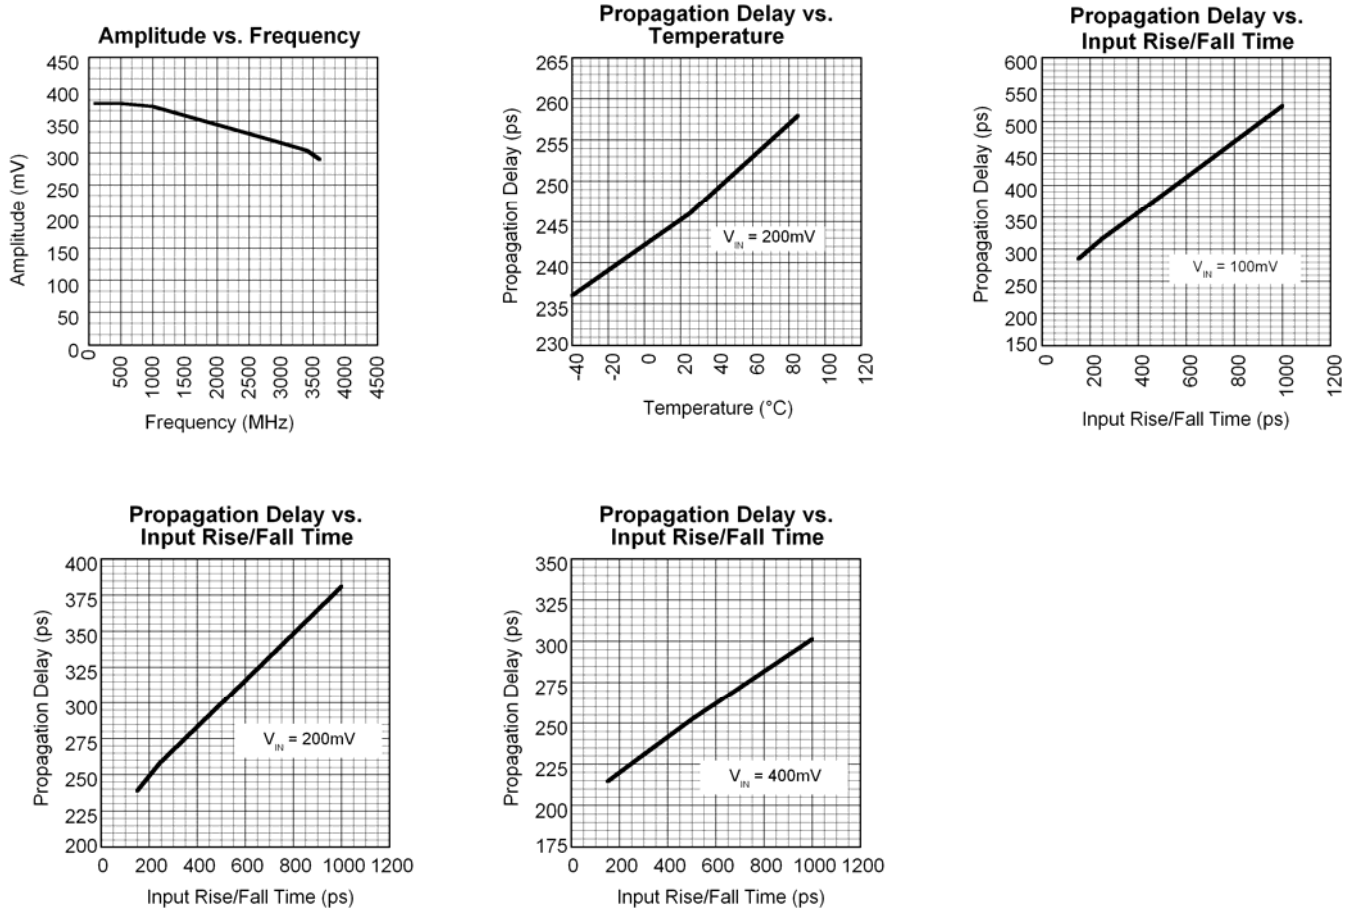 Amplitude vs. Frequency
450
400
350
300
250
200
150
100
50
0
Amplitude (mV)
0
500
1000
1500
2000
2500
3000
3500
4000
4500
Frequency (MHz)
Propagation Delay vs.
Temperature
265
260
255
250
245
240
235
230
Propagation Delay (ps)
V_IN = 200mV
-40
-20
0
20
40
60
80
100
120
Temperature (°C)
Propagation Delay vs.
Input Rise/Fall Time
600
550
500
450
400
350
300
250
200
150
Propagation Delay (ps)
V_IN = 100mV
0
200
400
600
800
1000
1200
Input Rise/Fall Time (ps)
Propagation Delay vs.
Input Rise/Fall Time
400
375
350
325
300
275
250
225
200
Propagation Delay (ps)
V_IN = 200mV
0 200 400 600 800 1000 1200
Input Rise/Fall Time (ps)
Propagation Delay vs.
Input Rise/Fall Time
350
325
300
275
250
225
200
175
Propagation Delay (ps)
V_IN = 400mV
0 200 400 600 800 1000 1200
Input Rise/Fall Time (ps)